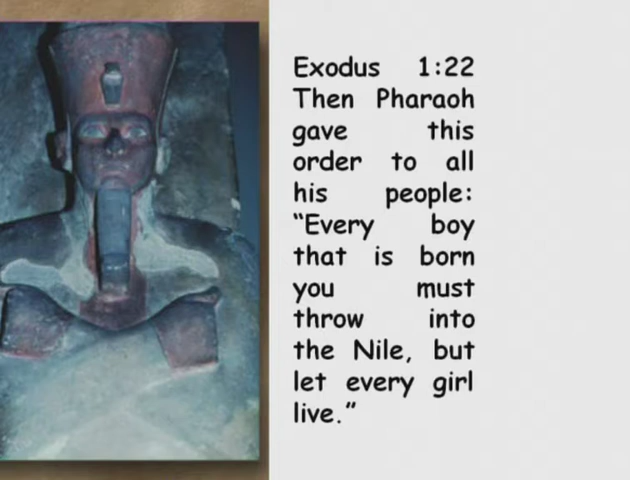 Exodus 1:22
Then Pharaoh
gave this
order to all
his people:
“Every boy
that is born
you must
throw into
the Nile, but
let every girl
live.”